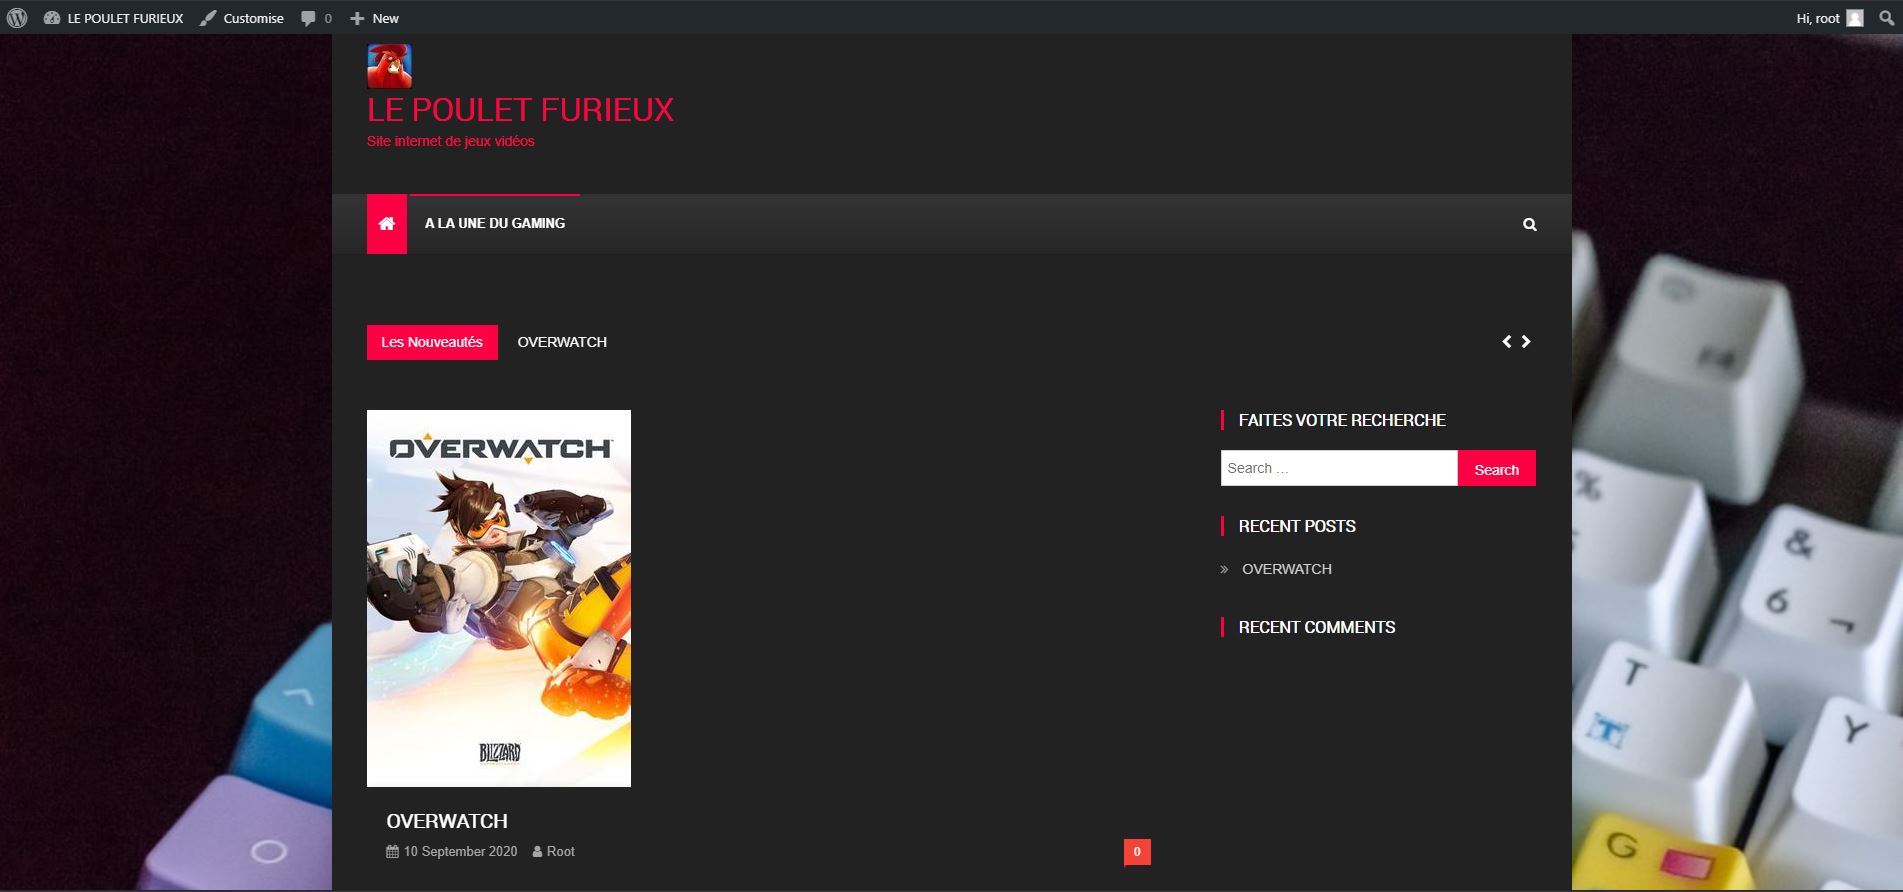 LE POULET FURIEUX Customise 0 New Hi, root
LE POULET FURIEUX
Site internet de jeux vidéos
A LA UNE DU GAMING
Les Nouveautés OVERWATCH
OVERWATCH
BLIZZARD
FAITES VOTRE RECHERCHE
Search … Search
RECENT POSTS
» OVERWATCH
RECENT COMMENTS
OVERWATCH
10 September 2020 Root
0
F4
%
&
6 ¬
T
T
Y
G